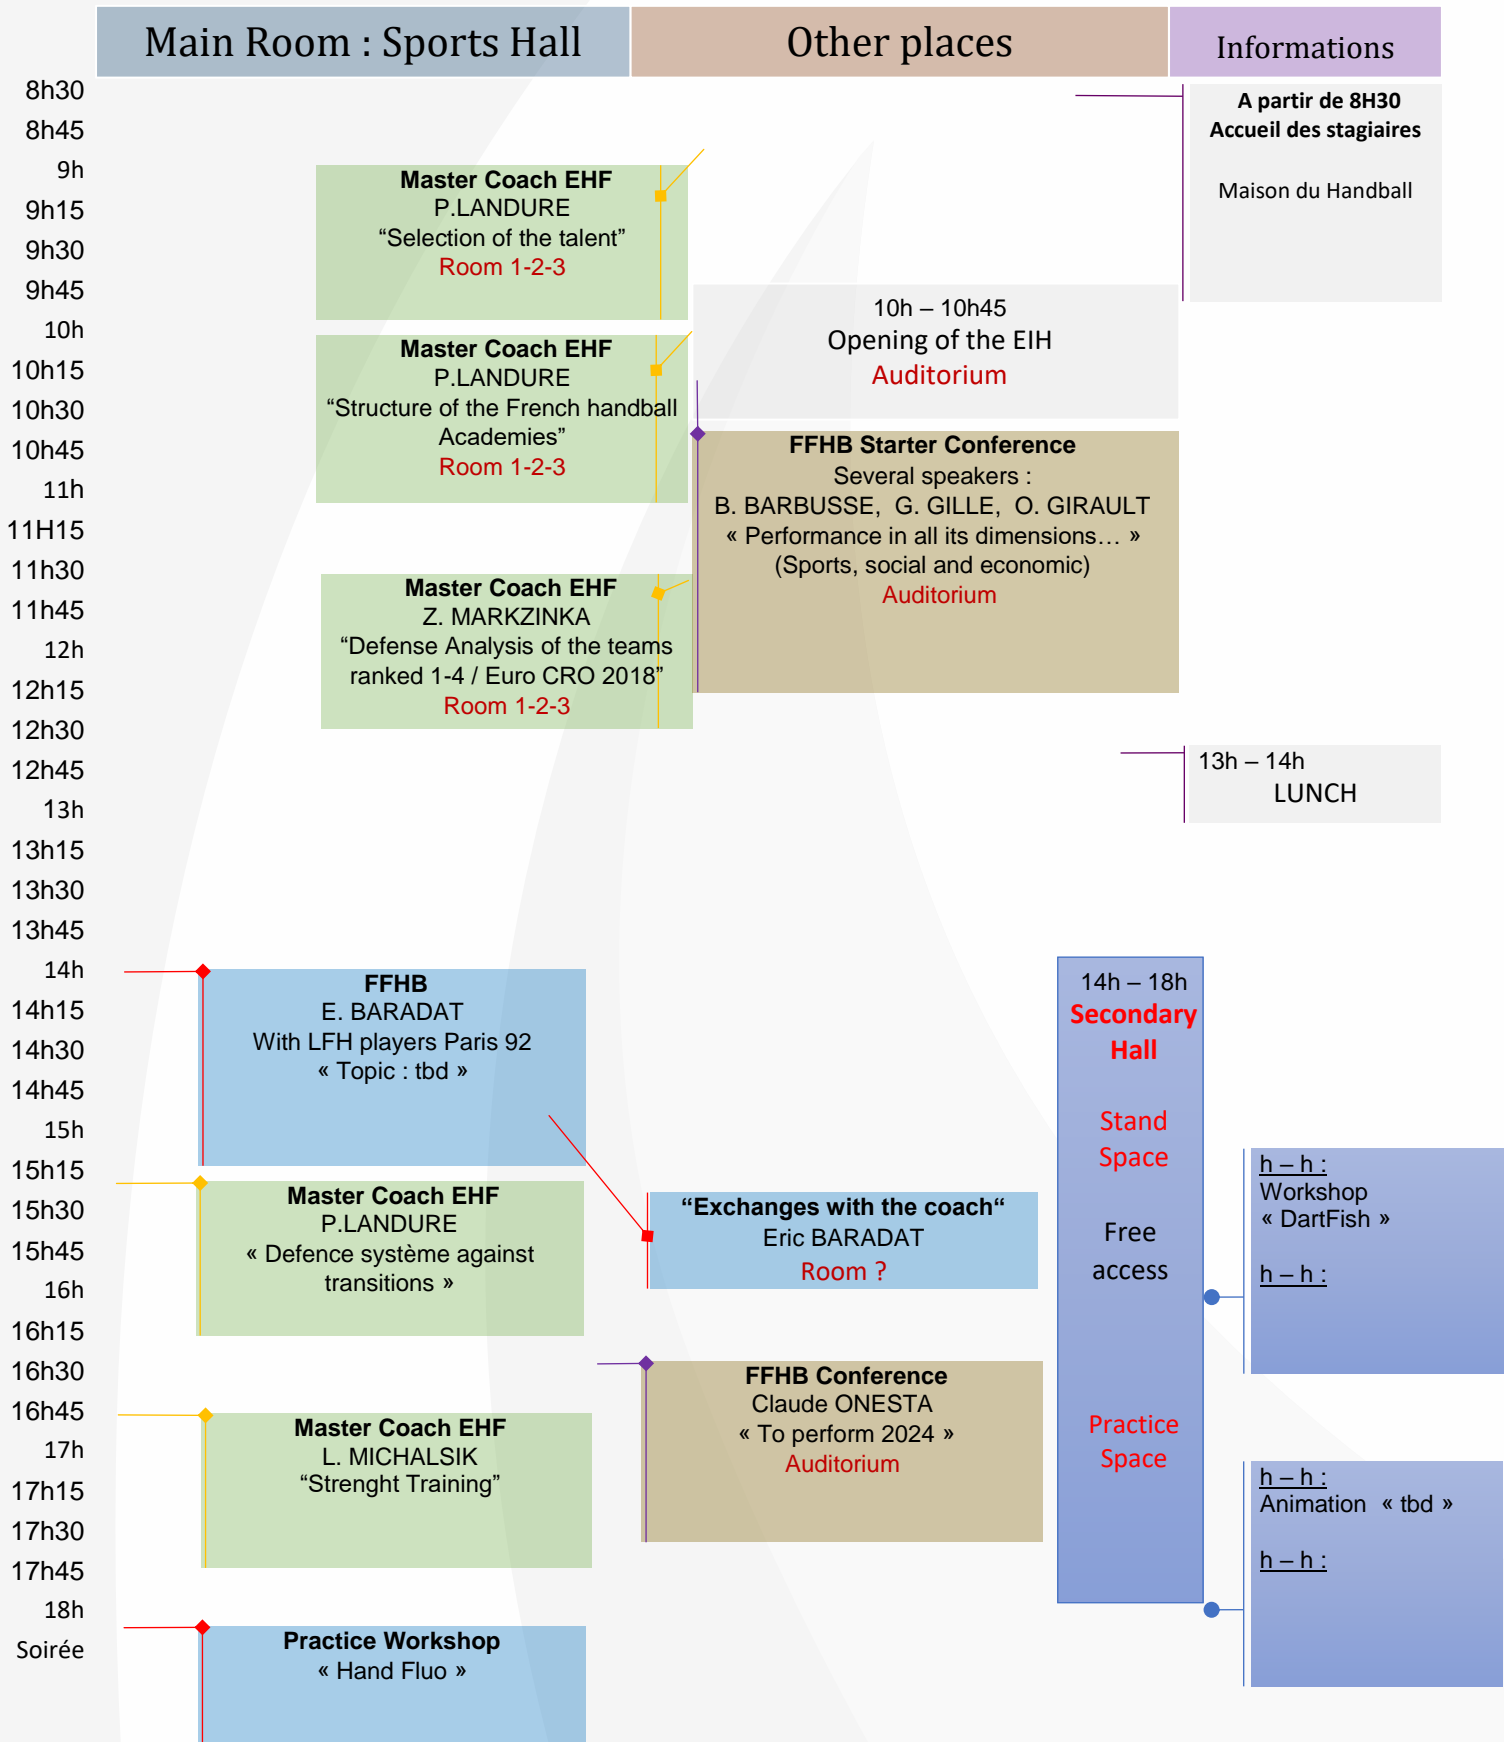 Main Room : Sports Hall
Other places
Informations
8h30
8h45
9h
9h15
9h30
9h45
10h
10h15
10h30
10h45
11h
11H15
11h30
11h45
12h
12h15
12h30
12h45
13h
13h15
13h30
13h45
14h
14h15
14h30
14h45
15h
15h15
15h30
15h45
16h
16h15
16h30
16h45
17h
17h15
17h30
17h45
18h
Soirée
Master Coach EHF
P.LANDURE
“Selection of the talent”
Room 1-2-3
Master Coach EHF
P.LANDURE
“Structure of the French handball
Academies”
Room 1-2-3
Master Coach EHF
Z. MARKZINKA
“Defense Analysis of the teams
ranked 1-4 / Euro CRO 2018”
Room 1-2-3
FFHB
E. BARADAT
With LFH players Paris 92
« Topic : tbd »
Master Coach EHF
P.LANDURE
« Defence système against
transitions »
Master Coach EHF
L. MICHALSIK
“Strenght Training”
Practice Workshop
« Hand Fluo »
10h – 10h45
Opening of the EIH
Auditorium
FFHB Starter Conference
Several speakers :
B. BARBUSSE, G. GILLE, O. GIRAULT
« Performance in all its dimensions… »
(Sports, social and economic)
Auditorium
“Exchanges with the coach“
Eric BARADAT
Room ?
FFHB Conference
Claude ONESTA
« To perform 2024 »
Auditorium
A partir de 8H30
Accueil des stagiaires
Maison du Handball
13h – 14h
LUNCH
14h – 18h
Secondary
Hall
Stand
Space
Free
access
Practice
Space
h – h :
Workshop
« DartFish »
h – h :
h – h :
Animation « tbd »
h – h :